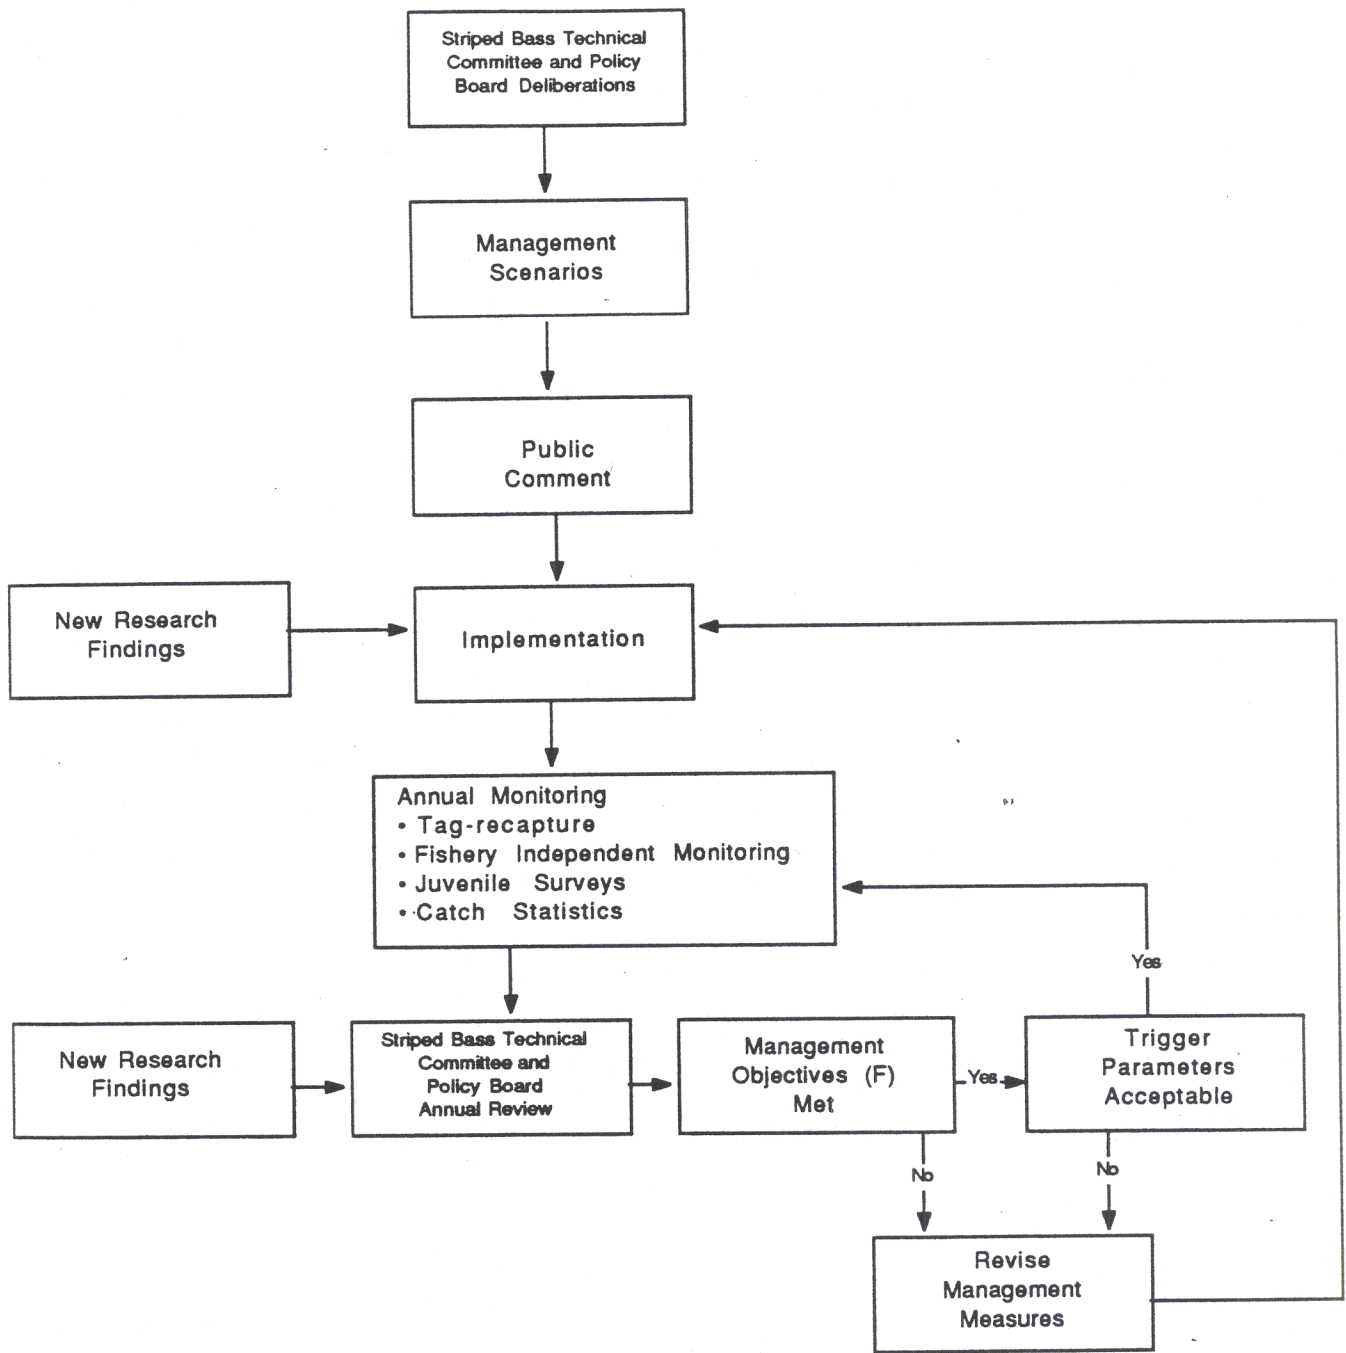 Striped Bass Technical
Committee and Policy
Board Deliberations
Management
Scenarios
Public
Comment
New Research
Findings
Implementation
Annual Monitoring
• Tag-recapture
• Fishery Independent Monitoring
• Juvenile Surveys
• Catch Statistics
Yes
New Research
Findings
Striped Bass Technical
Committee and
Policy Board
Annual Review
Management
Objectives (F)
Met
Yes
Trigger
Parameters
Acceptable
No
No
Revise
Management
Measures